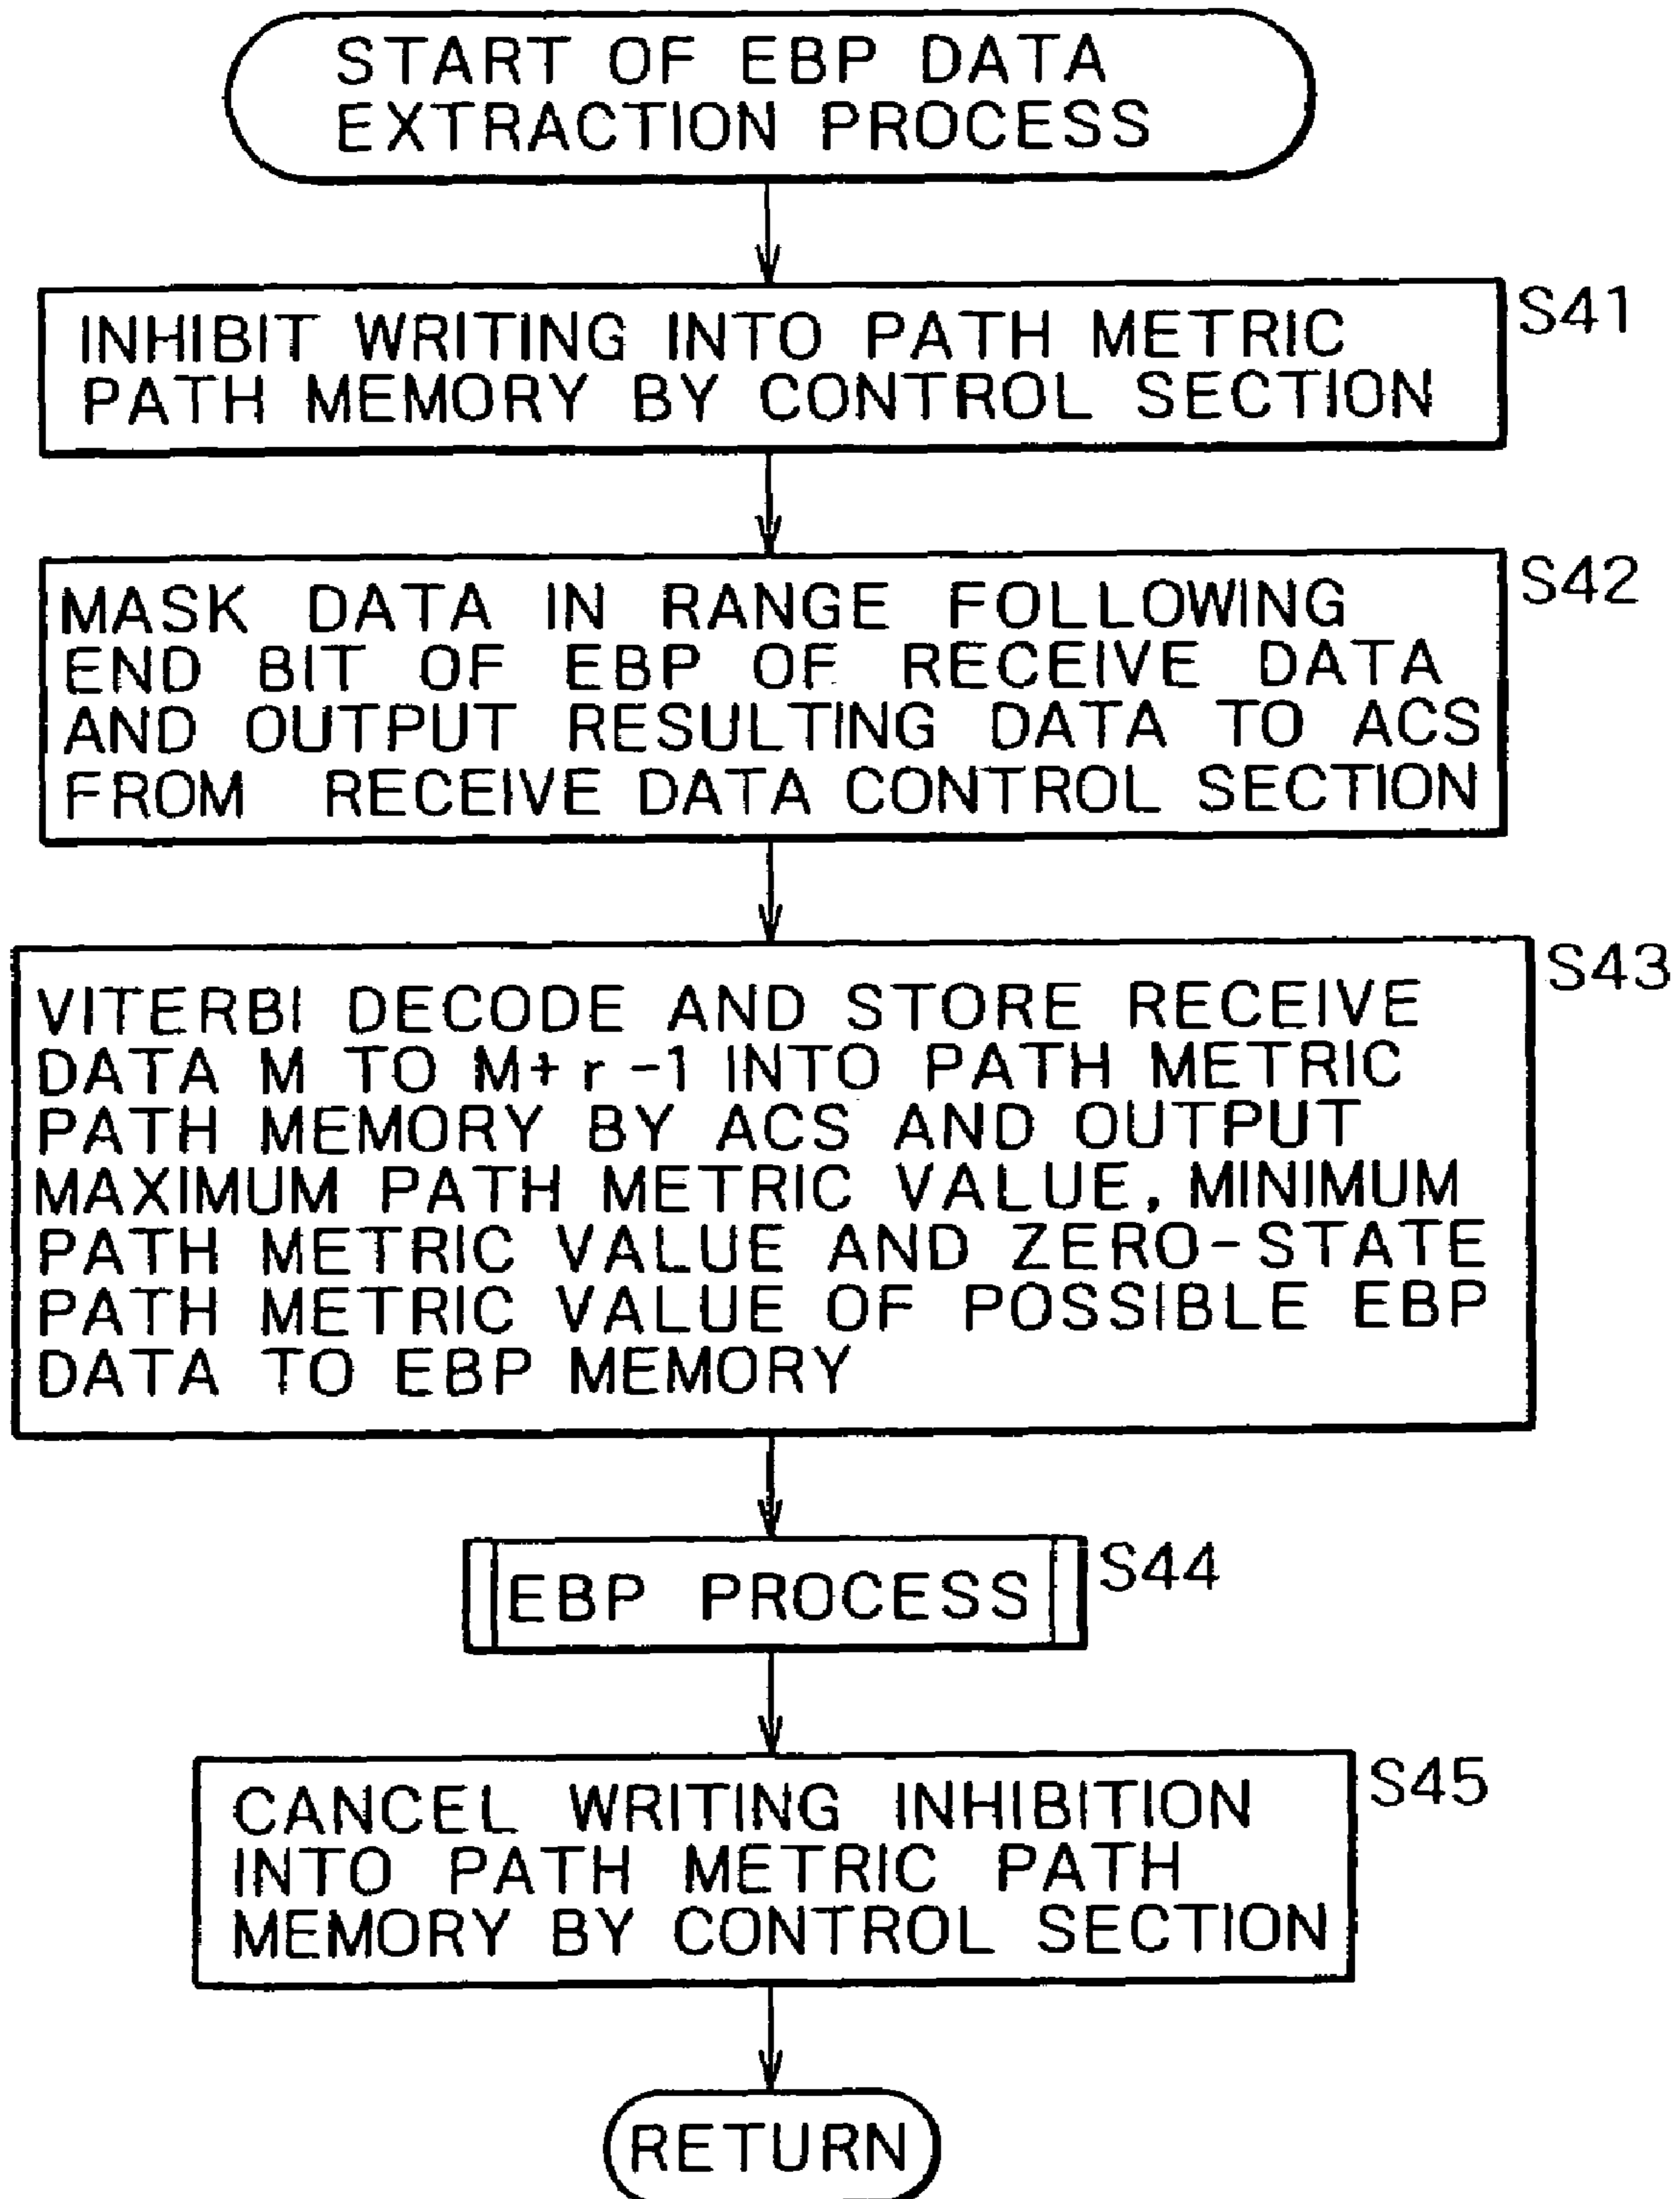 START OF EBP DATA
EXTRACTION PROCESS
S41
INHIBIT WRITING INTO PATH METRIC
PATH MEMORY BY CONTROL SECTION
S42
MASK DATA IN RANGE FOLLOWING
END BIT OF EBP OF RECEIVE DATA
AND OUTPUT RESULTING DATA TO ACS
FROM RECEIVE DATA CONTROL SECTION
S43
VITERBI DECODE AND STORE RECEIVE
DATA M TO M+r-1 INTO PATH METRIC
PATH MEMORY BY ACS AND OUTPUT
MAXIMUM PATH METRIC VALUE, MINIMUM
PATH METRIC VALUE AND ZERO-STATE
PATH METRIC VALUE OF POSSIBLE EBP
DATA TO EBP MEMORY
EBP PROCESS S44
S45
CANCEL WRITING INHIBITION
INTO PATH METRIC PATH
MEMORY BY CONTROL SECTION
RETURN